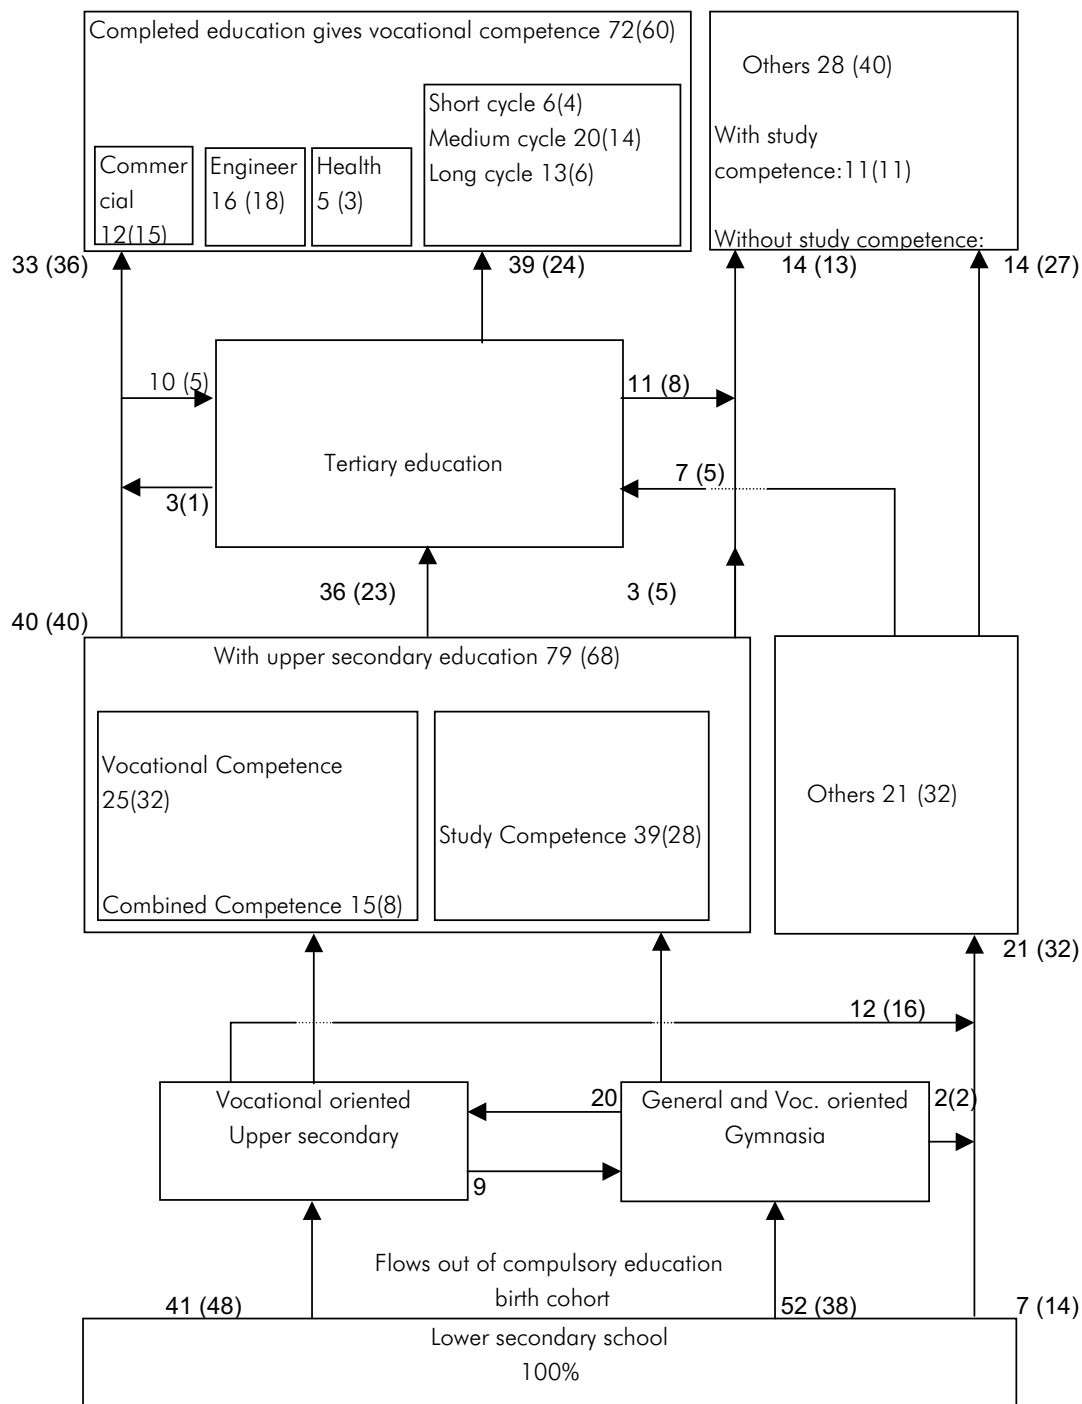 Completed education gives vocational competence 72(60)
Short cycle 6(4)
Medium cycle 20(14)
Long cycle 13(6)
Commer
cial
12(15)
Engineer
16 (18)
Health
5 (3)
Others 28 (40)
With study
competence:11(11)
Without study competence:
33 (36)
39 (24)
14 (13)
14 (27)
10 (5)
11 (8)
Tertiary education
7 (5)
3(1)
36 (23)
3 (5)
40 (40)
With upper secondary education 79 (68)
Vocational Competence
25(32)
Combined Competence 15(8)
Study Competence 39(28)
Others 21 (32)
21 (32)
12 (16)
Vocational oriented
Upper secondary
20
General and Voc. oriented
Gymnasia
2(2)
9
Flows out of compulsory education
birth cohort
41 (48)
52 (38)
7 (14)
Lower secondary school
100%